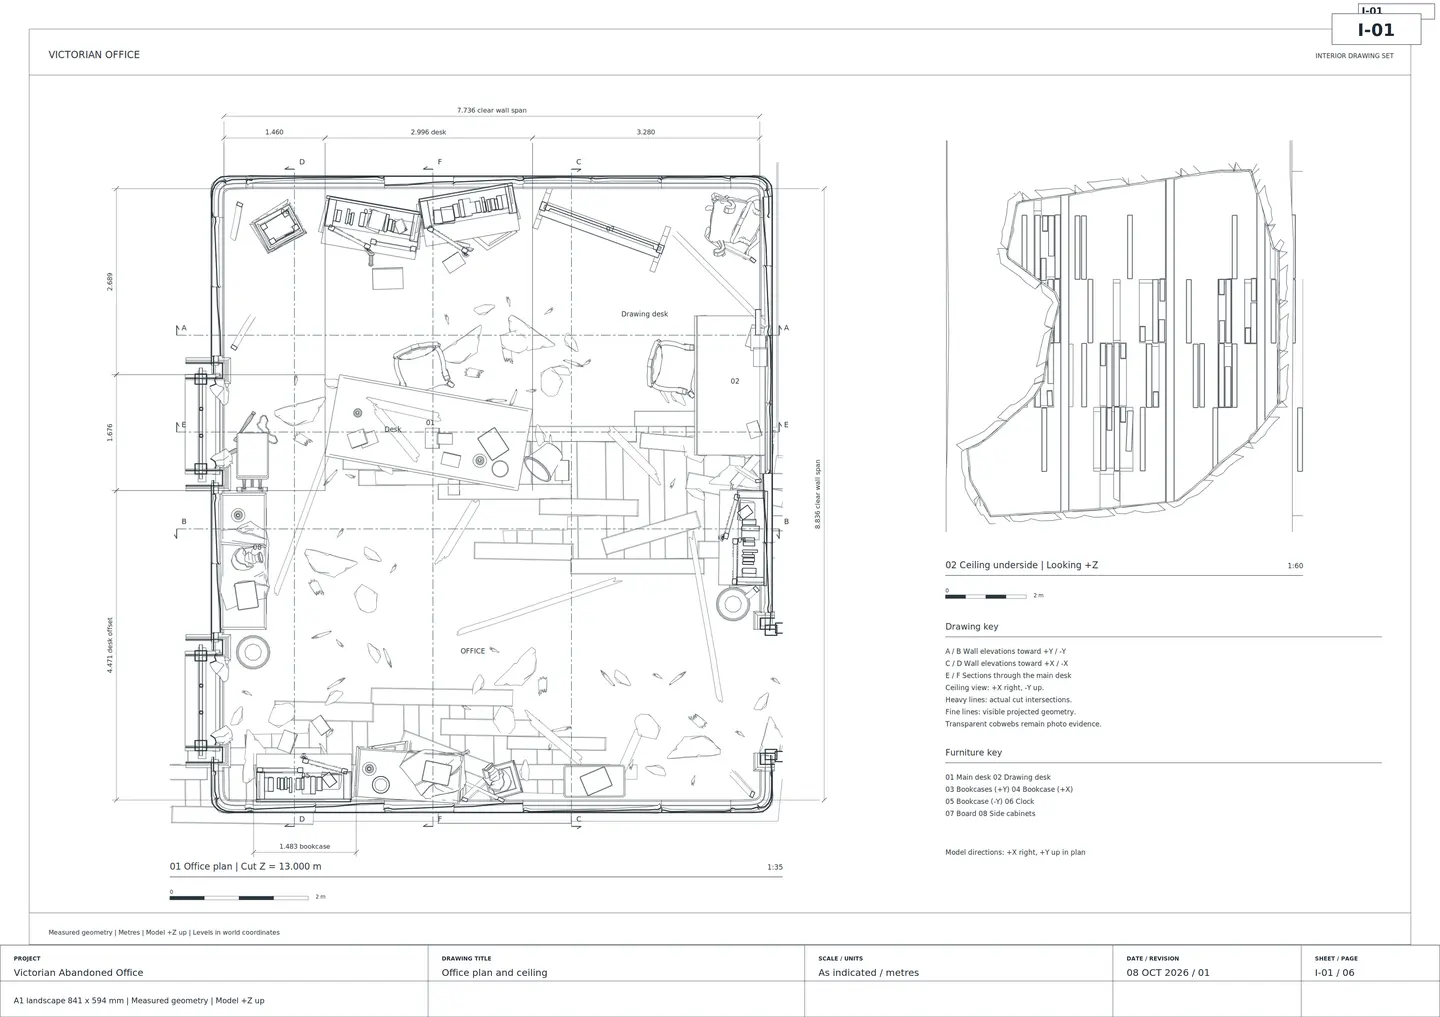 I-01
I-01
VICTORIAN OFFICE
INTERIOR DRAWING SET
7.736 clear wall span
1.460
2.996 desk
3.280
D
F
C
2.689
Drawing desk
A
A
02
1.676
01
Desk
E
E
8.836 clear wall span
B
B
08
4.471 desk offset
OFFICE
D
F
C
1.483 bookcase
01 Office plan | Cut Z = 13.000 m
1:35
0
2 m
02 Ceiling underside | Looking +Z
1:60
0
2 m
Drawing key
A / B Wall elevations toward +Y / -Y
C / D Wall elevations toward +X / -X
E / F Sections through the main desk
Ceiling view: +X right, -Y up.
Heavy lines: actual cut intersections.
Fine lines: visible projected geometry.
Transparent cobwebs remain photo evidence.
Furniture key
01 Main desk 02 Drawing desk
03 Bookcases (+Y) 04 Bookcase (+X)
05 Bookcase (-Y) 06 Clock
07 Board 08 Side cabinets
Model directions: +X right, +Y up in plan
Measured geometry | Metres | Model +Z up | Levels in world coordinates
PROJECT
Victorian Abandoned Office
DRAWING TITLE
Office plan and ceiling
SCALE / UNITS
As indicated / metres
DATE / REVISION
08 OCT 2026 / 01
SHEET / PAGE
I-01 / 06
A1 landscape 841 x 594 mm | Measured geometry | Model +Z up